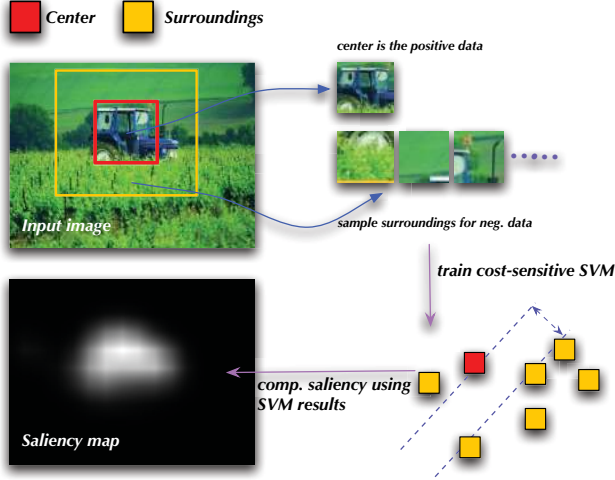 Center
Surroundings
center is the positive data
Input image
sample surroundings for neg. data
train cost-sensitive SVM
comp. saliency using
SVM results
Saliency map